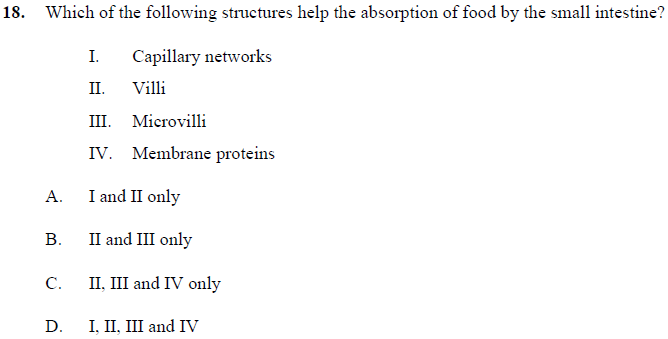 18. Which of the following structures help the absorption of food by the small intestine?
I. Capillary networks
II. Villi
III. Microvilli
IV. Membrane proteins
A. I and II only
B. II and III only
C. II, III and IV only
D. I, II, III and IV